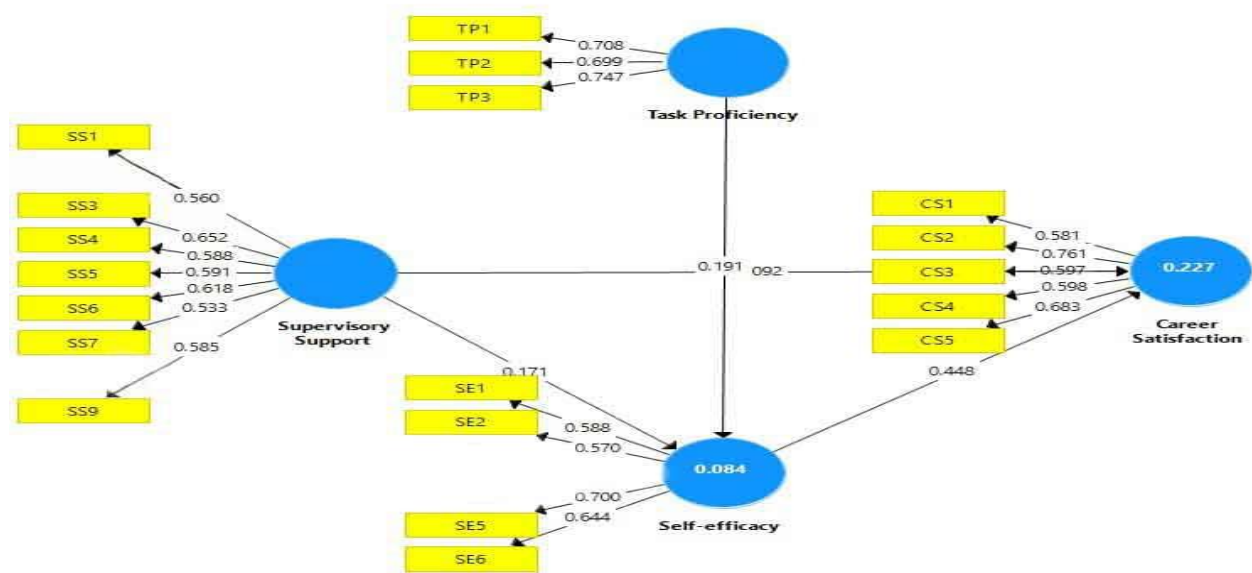 TP1
0.708
TP2
0.699
TP3
0.747
Task Proficiency
SS1
0.560
SS3
0.652
SS4
0.588
SS5
0.591
SS6
0.618
SS7
0.533
SS9
0.585
Supervisory
Support
0.191
092
CS1
0.581
CS2
0.761
CS3
0.597
CS4
0.598
CS5
0.683
0.227
Career
Satisfaction
0.171
0.448
SE1
0.588
SE2
0.570
SE5
0.700
SE6
0.644
0.084
Self-efficacy